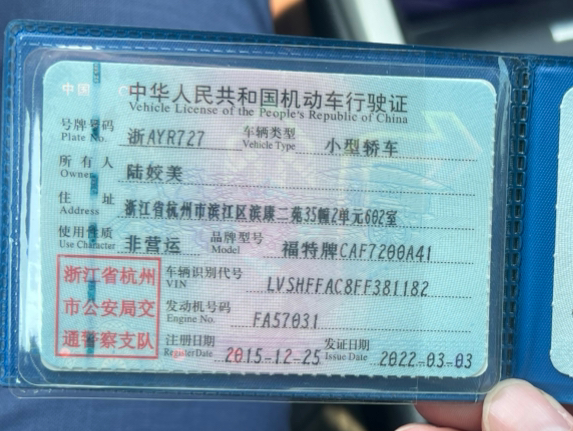 中国
中华人民共和国机动车行驶证
Vehicle License of the People's Republic of China
号牌号码 浙AYR727 车辆类型 小型轿车
Plate No. Vehicle Type
所有人 陆姣美
Owner
住址 浙江省杭州市滨江区滨康二苑35幢2单元602室
Address
使用性质 非营运 品牌型号 福特牌CAF7200A41
Use Character Model
浙江省杭州
市公安局交
通警察支队
车辆识别代号 LVSHFFAC8FF381182
VIN
发动机号码 FA57031
Engine No.
注册日期 2015-12-25 发证日期 2022-03-03
Register Date Issue Date